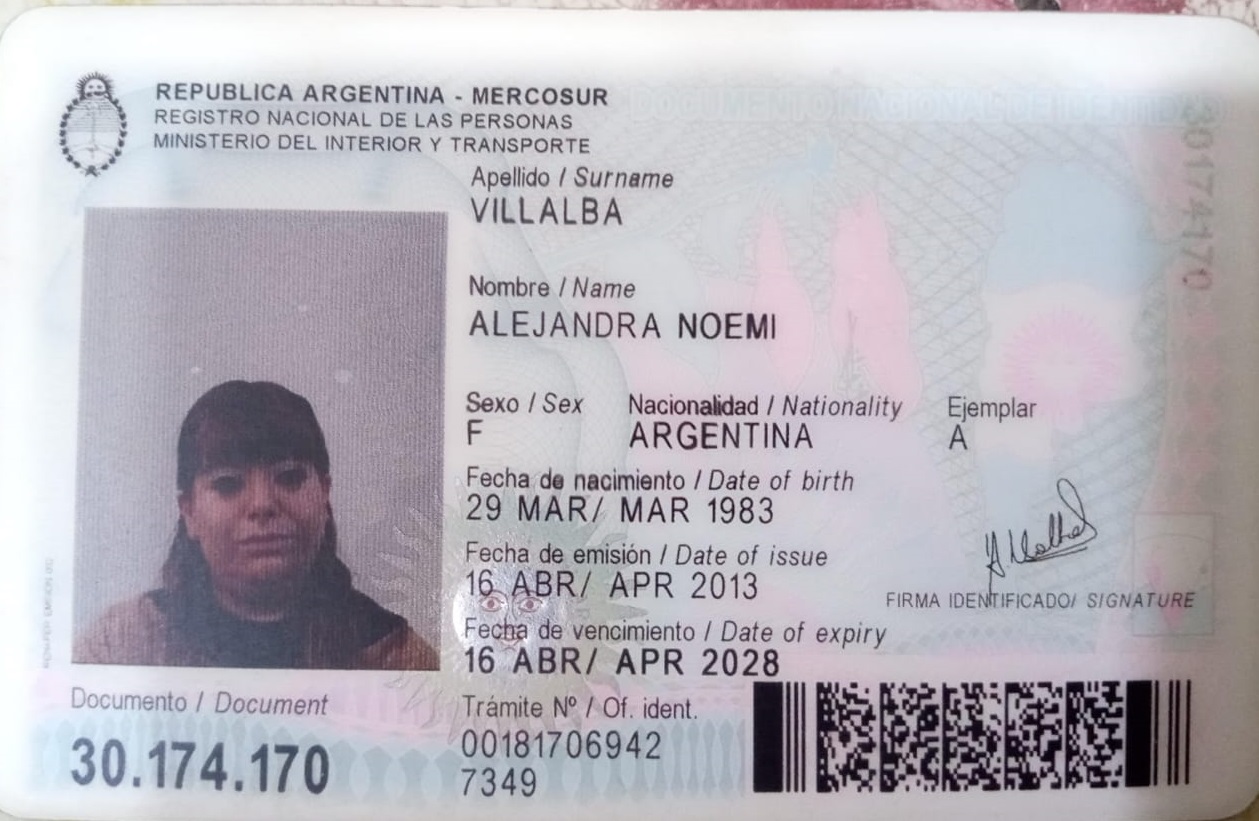 REPUBLICA ARGENTINA - MERCOSUR
REGISTRO NACIONAL DE LAS PERSONAS
MINISTERIO DEL INTERIOR Y TRANSPORTE
DOCUMENTO NACIONAL DE IDENTIDAD
30174170
Apellido / Surname
VILLALBA
Nombre / Name
ALEJANDRA NOEMI
Sexo / Sex Nacionalidad / Nationality Ejemplar
F ARGENTINA A
Fecha de nacimiento / Date of birth
29 MAR/ MAR 1983
Fecha de emisión / Date of issue
16 ABR/ APR 2013
FIRMA IDENTIFICADO/ SIGNATURE
Fecha de vencimiento / Date of expiry
16 ABR/ APR 2028
Documento / Document
30.174.170
Trámite Nº / Of. ident.
00181706942
7349